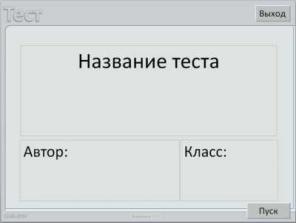 Тест
Выход
Название теста
Автор:
Класс:
Пуск